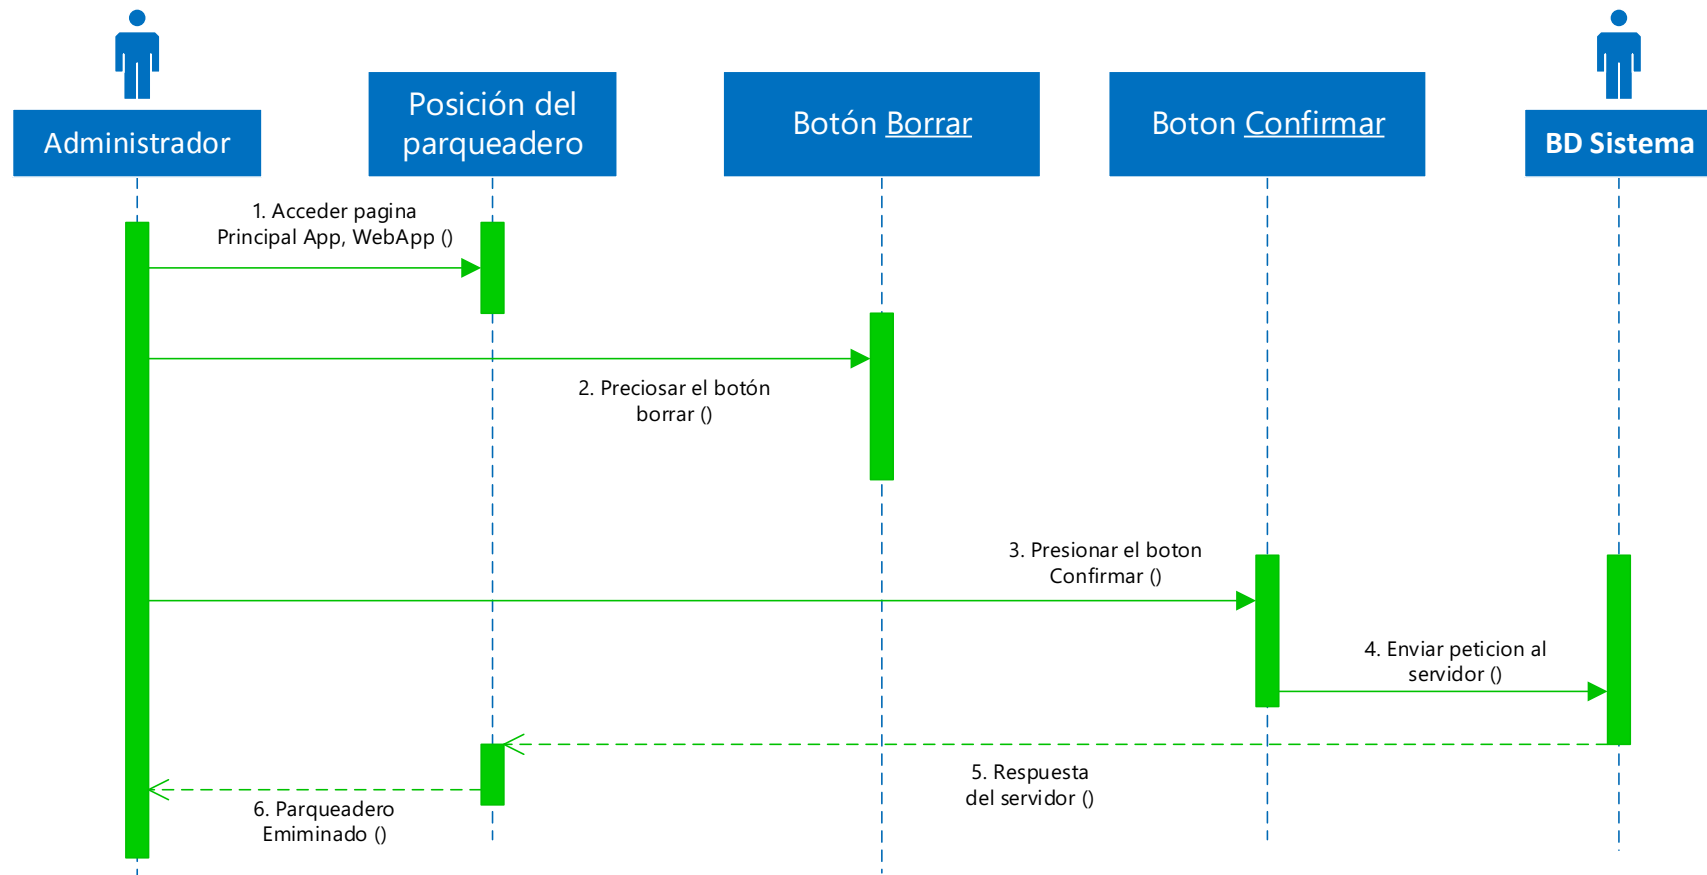 Administrador
Posición del
parqueadero
Botón Borrar
Boton Confirmar
BD Sistema
1. Acceder pagina
Principal App, WebApp ()
2. Preciosar el botón
borrar ()
3. Presionar el boton
Confirmar ()
4. Enviar peticion al
servidor ()
5. Respuesta
del servidor ()
6. Parqueadero
Emiminado ()